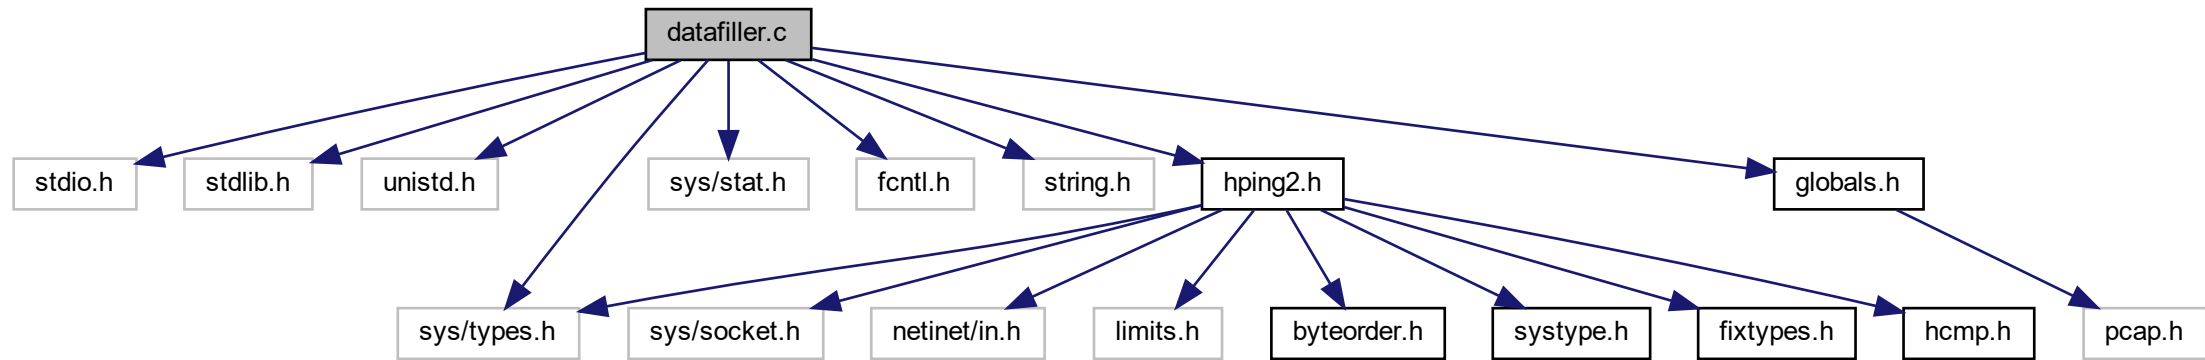 datafiller.c
stdio.h
stdlib.h
unistd.h
sys/stat.h
fcntl.h
string.h
hping2.h
globals.h
sys/types.h
sys/socket.h
netinet/in.h
limits.h
byteorder.h
systype.h
fixtypes.h
hcmp.h
pcap.h